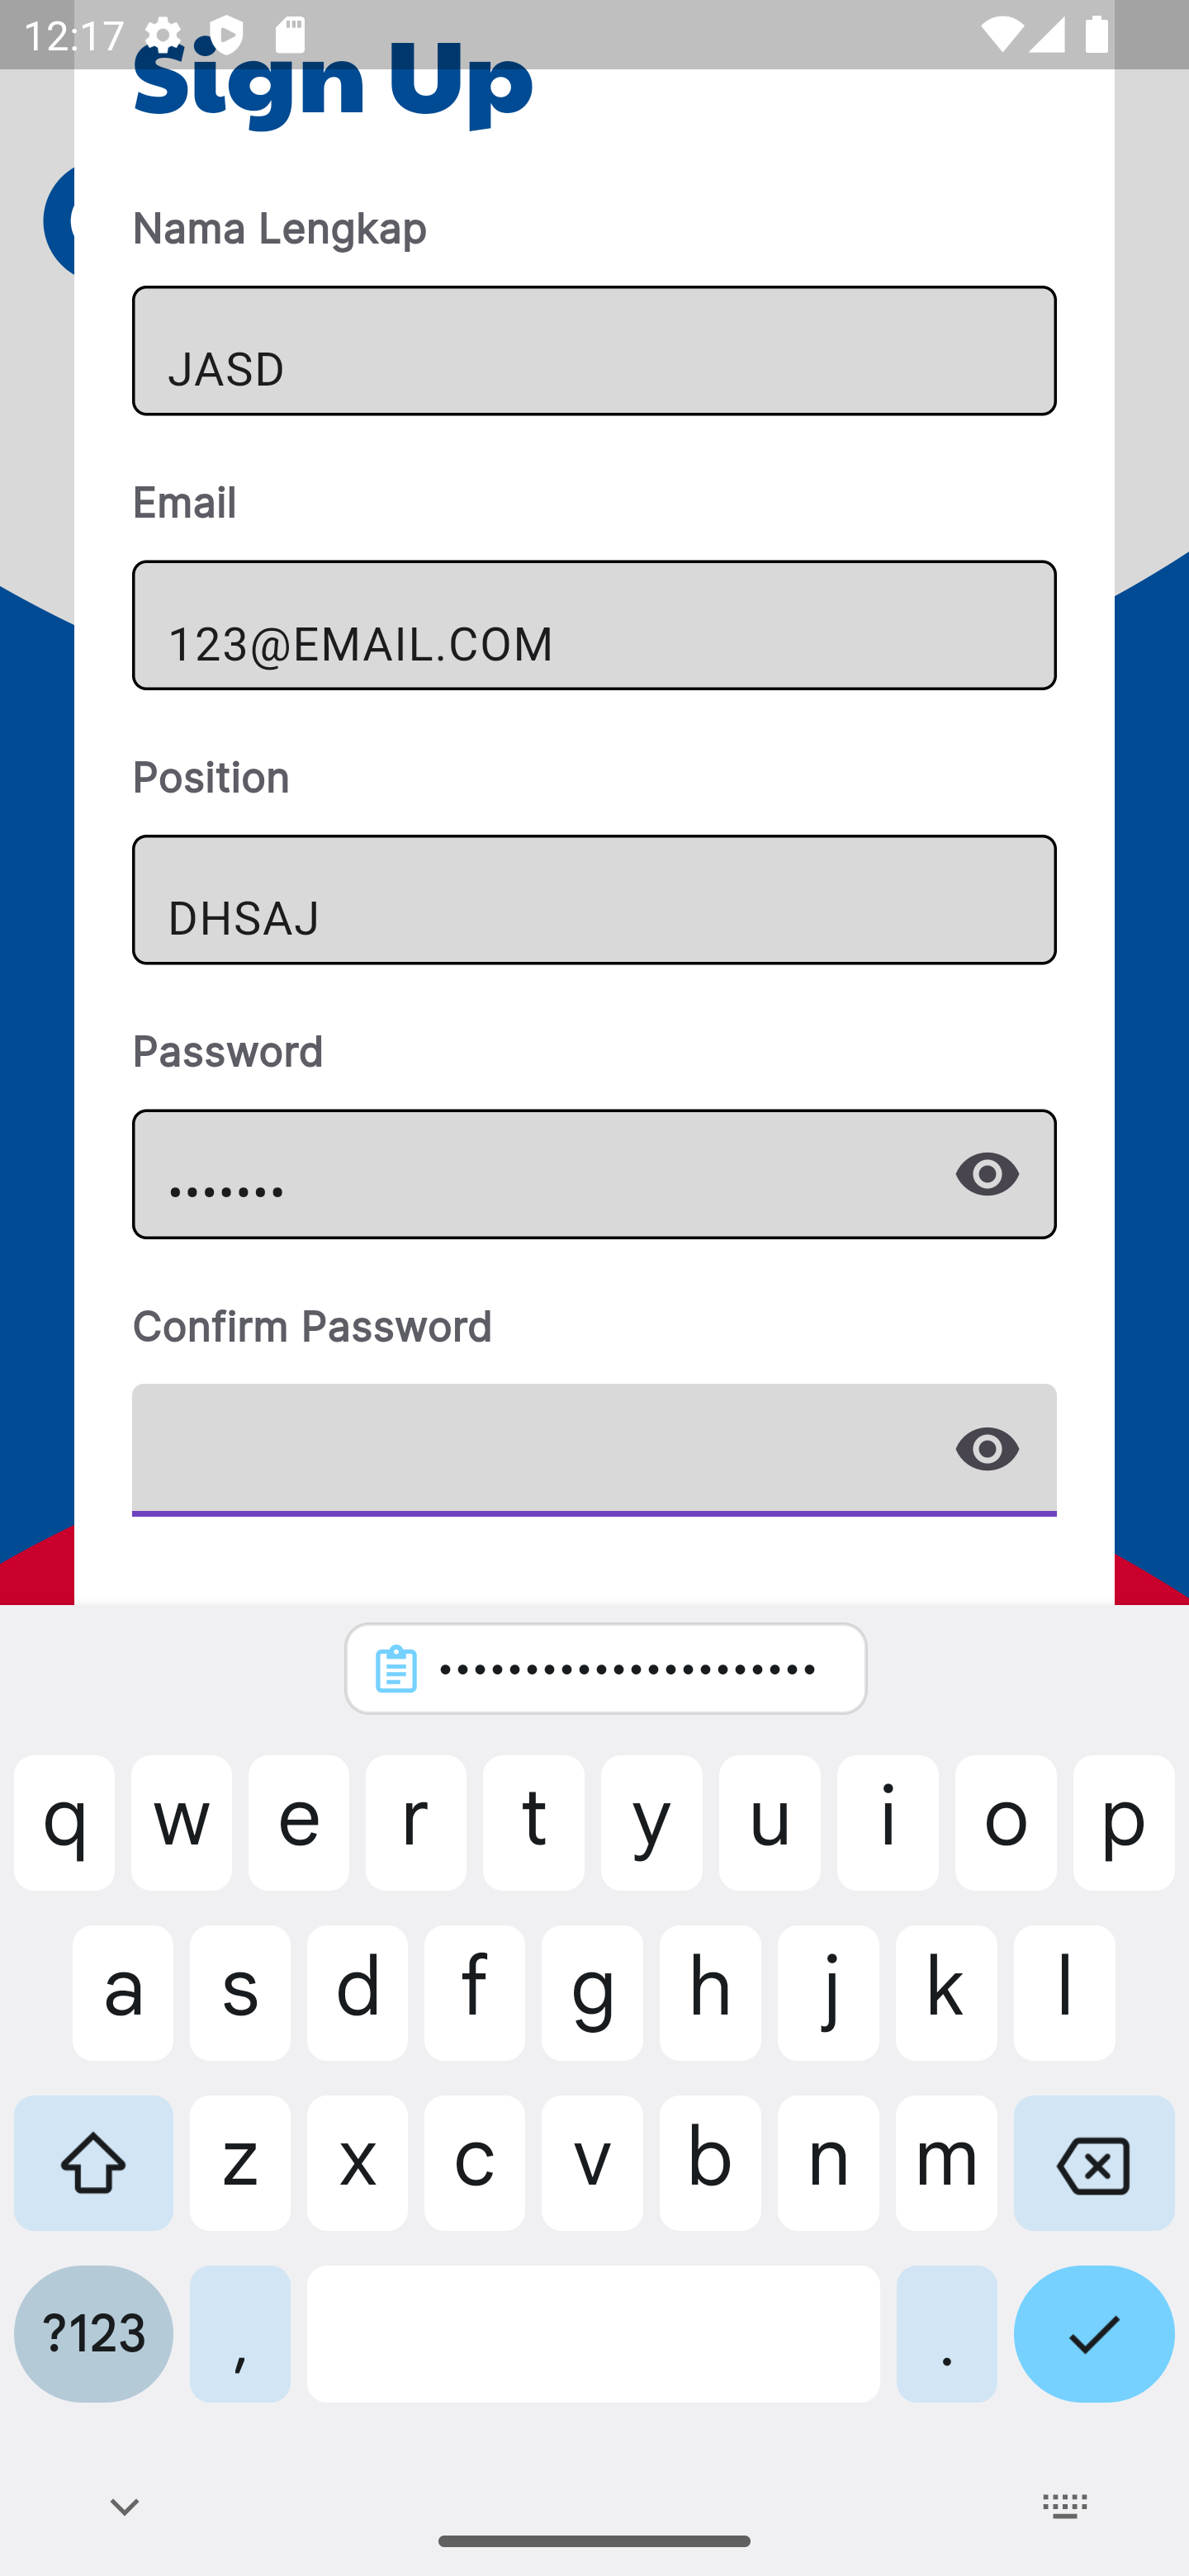 12:17
Sign Up
Nama Lengkap
JASD
Email
123@EMAIL.COM
Position
DHSAJ
Password
•••••••
Confirm Password
••••••••••••••••••••••
q w e r t y u i o p
a s d f g h j k l
z x c v b n m
?123 , .